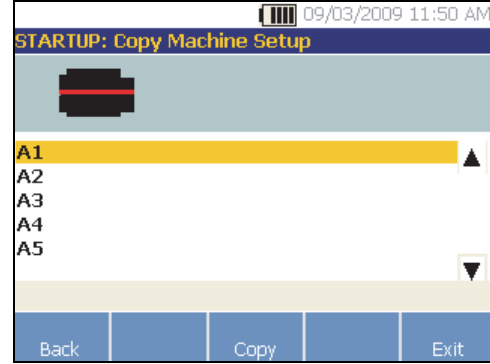 09/03/2009 11:50 AM
STARTUP: Copy Machine Setup
A1
A2
A3
A4
A5
Back Copy Exit